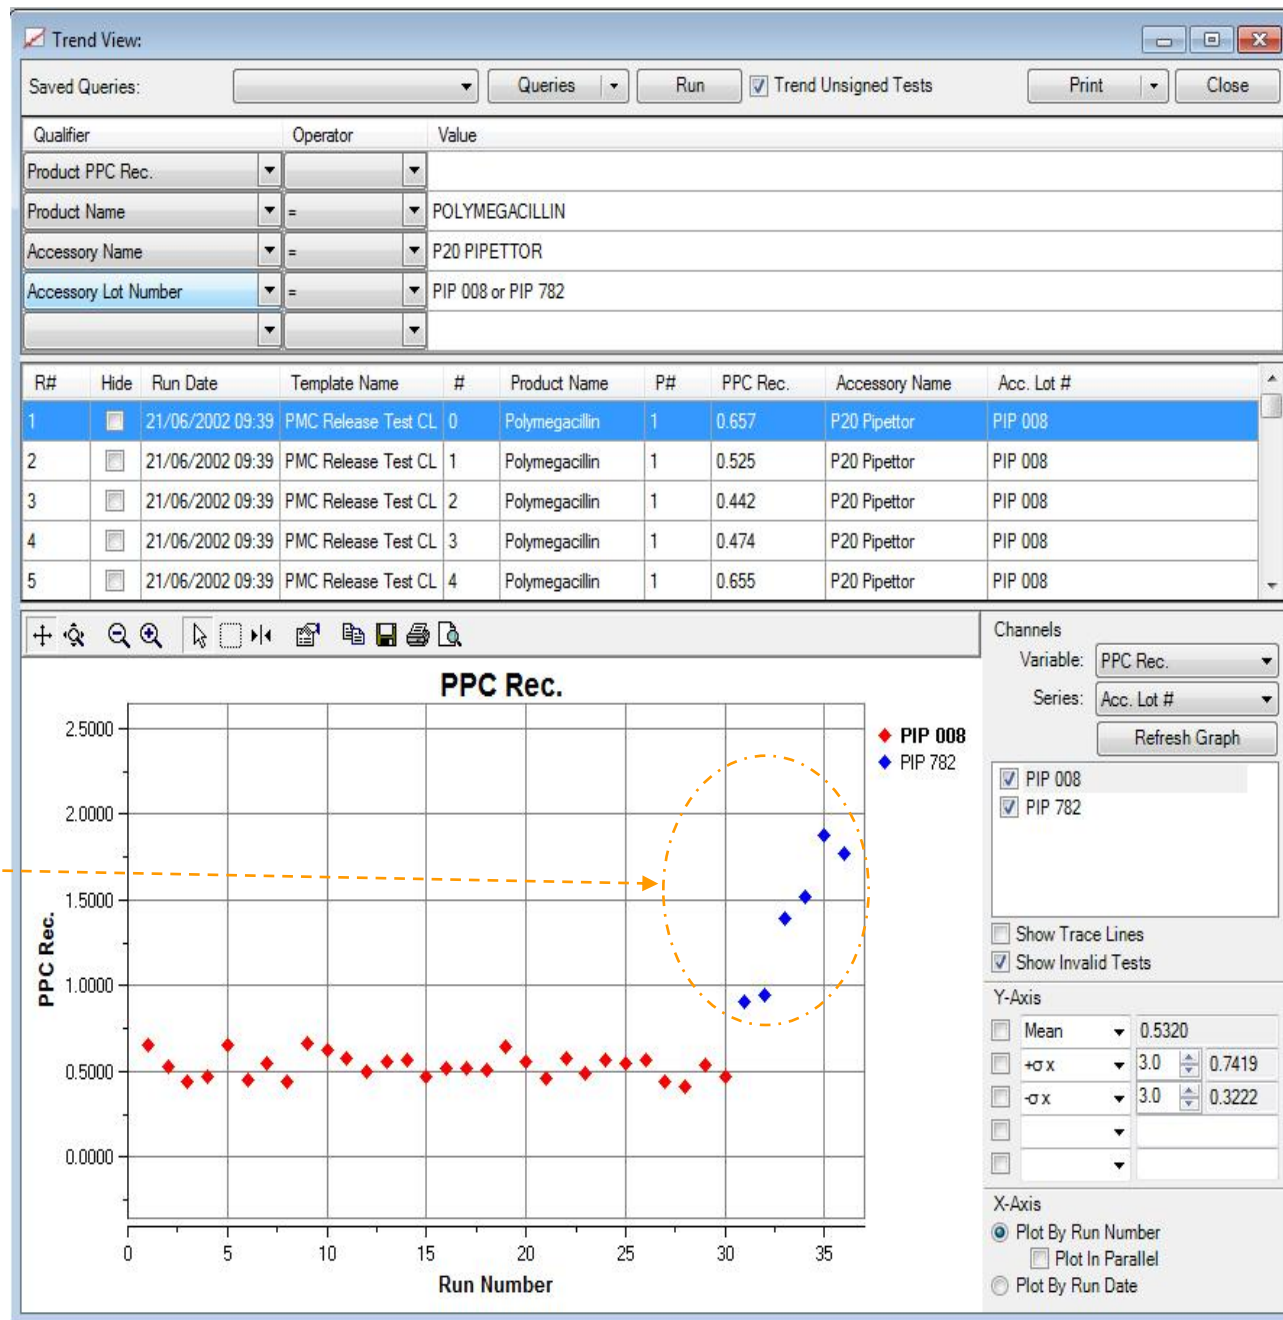 Trend View:
Saved Queries: Queries Run Trend Unsigned Tests Print Close
Qualifier Operator Value
Product PPC Rec.
Product Name = POLYMEGACILLIN
Accessory Name = P20 PIPETTOR
Accessory Lot Number = PIP 008 or PIP 782
R# Hide Run Date Template Name # Product Name P# PPC Rec. Accessory Name Acc. Lot #
1 21/06/2002 09:39 PMC Release Test CL 0 Polymegacillin 1 0.657 P20 Pipettor PIP 008
2 21/06/2002 09:39 PMC Release Test CL 1 Polymegacillin 1 0.525 P20 Pipettor PIP 008
3 21/06/2002 09:39 PMC Release Test CL 2 Polymegacillin 1 0.442 P20 Pipettor PIP 008
4 21/06/2002 09:39 PMC Release Test CL 3 Polymegacillin 1 0.474 P20 Pipettor PIP 008
5 21/06/2002 09:39 PMC Release Test CL 4 Polymegacillin 1 0.655 P20 Pipettor PIP 008
PPC Rec.
2.5000
2.0000
1.5000
1.0000
0.5000
0.0000
PPC Rec.
0 5 10 15 20 25 30 35
Run Number
PIP 008
PIP 782
Channels
Variable: PPC Rec.
Series: Acc. Lot #
Refresh Graph
PIP 008
PIP 782
Show Trace Lines
Show Invalid Tests
Y-Axis
Mean 0.5320
+σ x 3.0 0.7419
-σ x 3.0 0.3222
X-Axis
Plot By Run Number
Plot In Parallel
Plot By Run Date